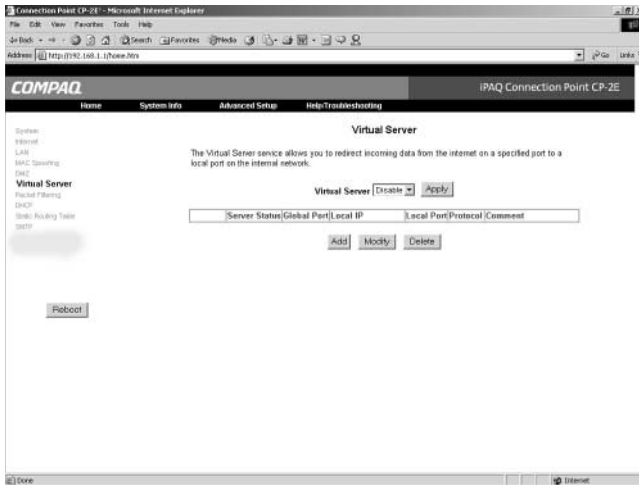 Connection Point CP-2E' - Microsoft Internet Explorer
File Edit View Favorites Tools Help
Back Search Favorites Media
Address http://192.168.1.1/home.htm Go Links
COMPAQ iPAQ Connection Point CP-2E
Home System Info Advanced Setup Help/Troubleshooting
System
Internet
LAN
MAC Spoofing
DMZ
Virtual Server
Packet Filtering
DHCP
Static Routing Table
SNTP
Reboot
Virtual Server
The Virtual Server service allows you to redirect incoming data from the internet on a specified port to a
local port on the internal network.
Virtual Server Disable Apply
Server Status Global Port Local IP Local Port Protocol Comment
Add Modify Delete
Done Internet